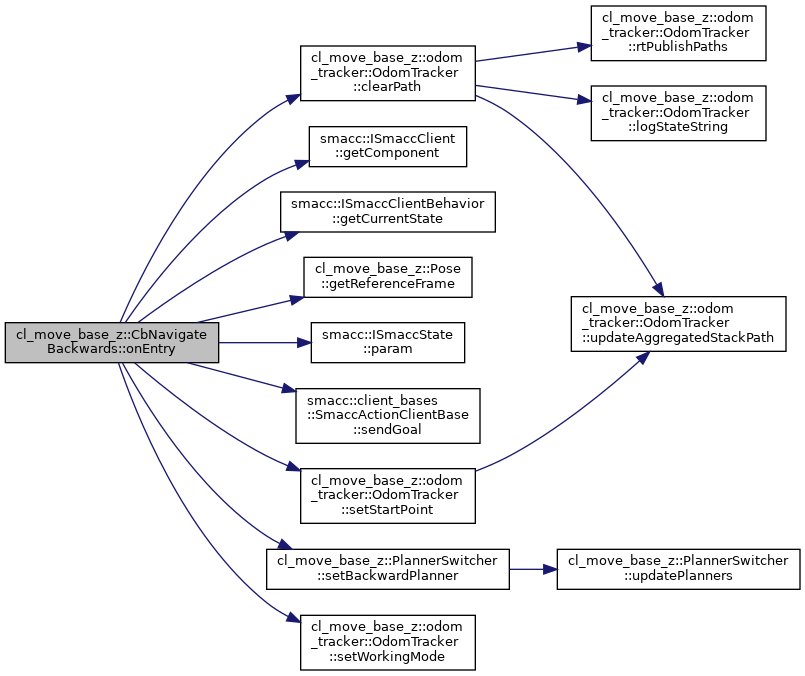 cl_move_base_z::CbNavigate
Backwards::onEntry
cl_move_base_z::odom
_tracker::OdomTracker
::clearPath
cl_move_base_z::odom
_tracker::OdomTracker
::rtPublishPaths
cl_move_base_z::odom
_tracker::OdomTracker
::logStateString
cl_move_base_z::odom
_tracker::OdomTracker
::updateAggregatedStackPath
smacc::ISmaccClient
::getComponent
smacc::ISmaccClientBehavior
::getCurrentState
cl_move_base_z::Pose
::getReferenceFrame
smacc::ISmaccState
::param
smacc::client_bases
::SmaccActionClientBase
::sendGoal
cl_move_base_z::odom
_tracker::OdomTracker
::setStartPoint
cl_move_base_z::PlannerSwitcher
::setBackwardPlanner
cl_move_base_z::PlannerSwitcher
::updatePlanners
cl_move_base_z::odom
_tracker::OdomTracker
::setWorkingMode